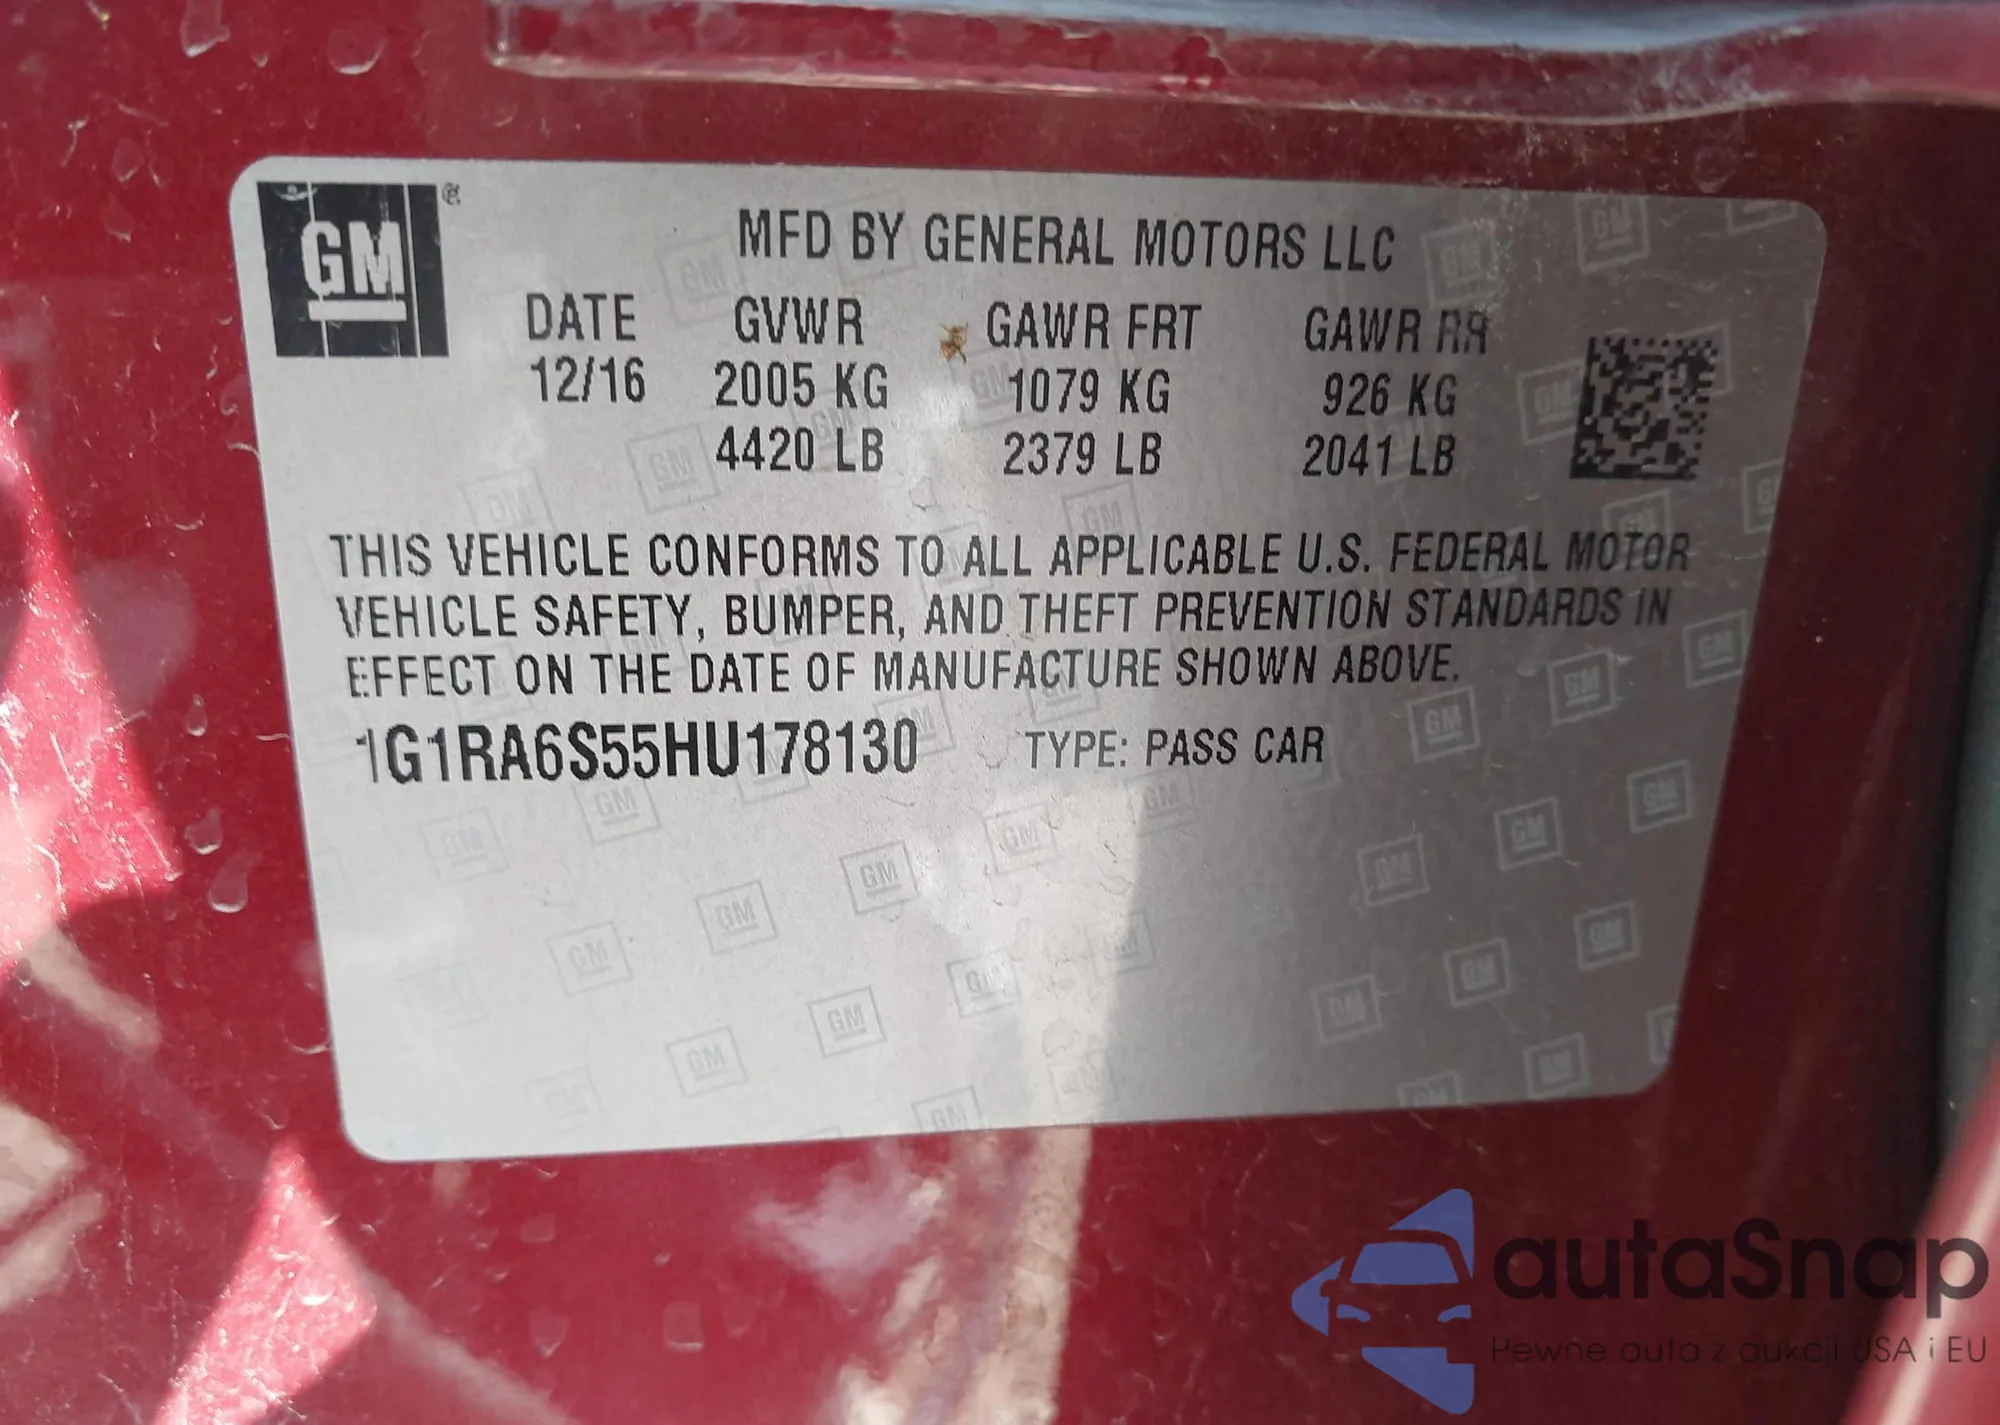 GM
MFD BY GENERAL MOTORS LLC
DATE GVWR GAWR FRT GAWR RR
12/16 2005 KG 1079 KG 926 KG
4420 LB 2379 LB 2041 LB
THIS VEHICLE CONFORMS TO ALL APPLICABLE U.S. FEDERAL MOTOR
VEHICLE SAFETY, BUMPER, AND THEFT PREVENTION STANDARDS IN
EFFECT ON THE DATE OF MANUFACTURE SHOWN ABOVE.
1G1RA6S55HU178130 TYPE: PASS CAR
autaSnap
Pewne auta z aukcji USA i EU